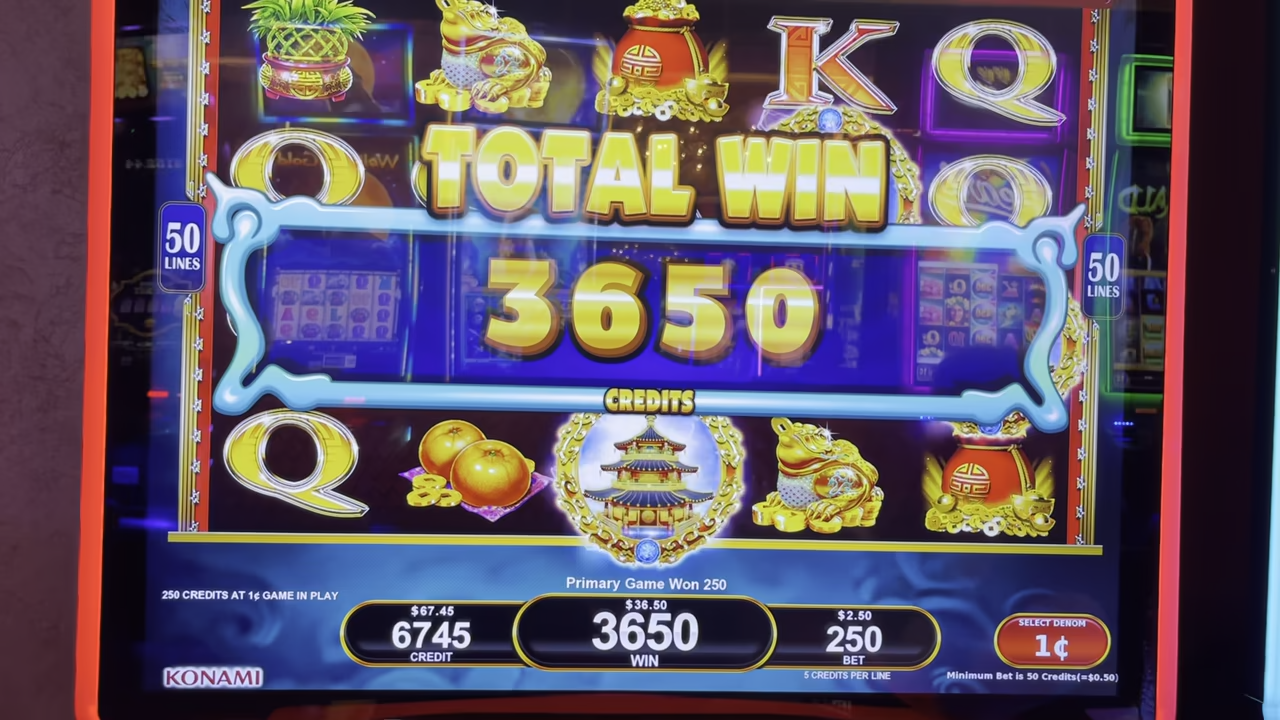 K
Q
Q
Q
TOTAL WIN
50
LINES
3650
50
LINES
CREDITS
Q
Primary Game Won 250
250 CREDITS AT 1¢ GAME IN PLAY
$67.45
6745
CREDIT
$36.50
3650
WIN
$2.50
250
BET
5 CREDITS PER LINE
SELECT DENOM
1¢
Minimum Bet is 50 Credits(=$0.50)
KONAMI